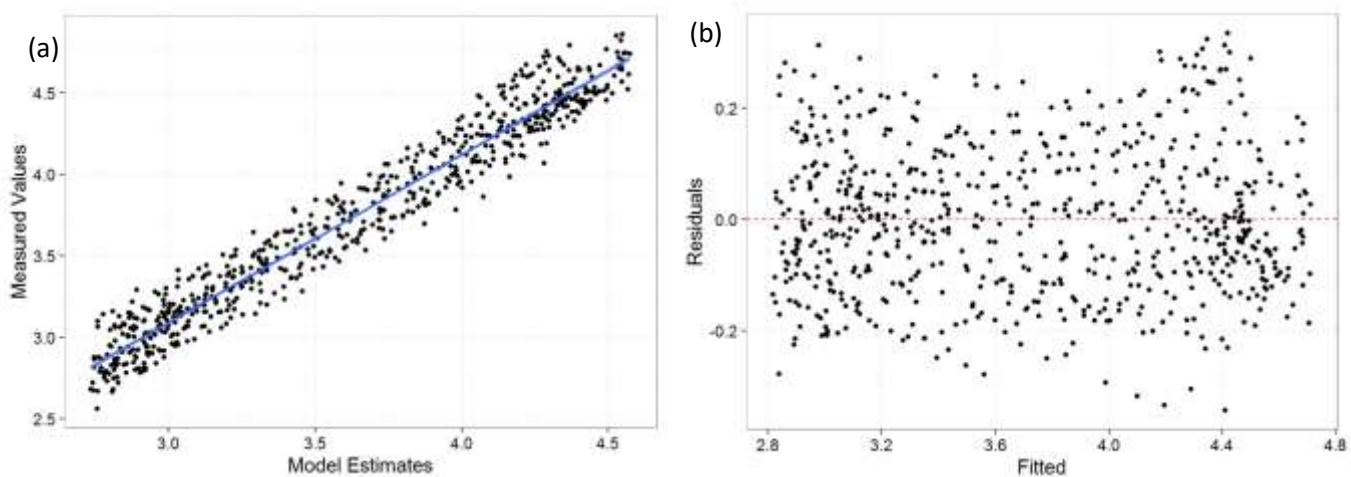 (a)
Measured Values
4.5
4.0
3.5
3.0
2.5
3.0 3.5 4.0 4.5
Model Estimates
(b)
Residuals
0.2
0.0
-0.2
2.8 3.2 3.6 4.0 4.4 4.8
Fitted